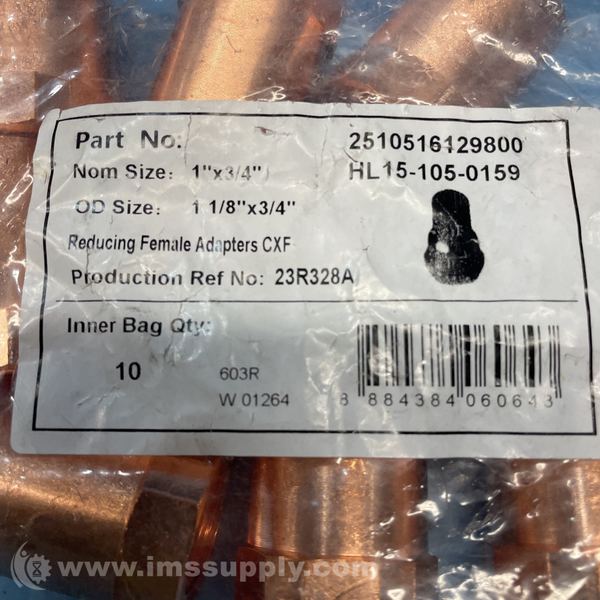 Part No: 2510516129800
Nom Size: 1"x3/4") HL15-105-0159
OD Size: 1 1/8"x3/4"
Reducing Female Adapters CXF
Production Ref No: 23R328A
Inner Bag Qty:
10 603R
W 01264 8 884384 060643
www.imssupply.com/